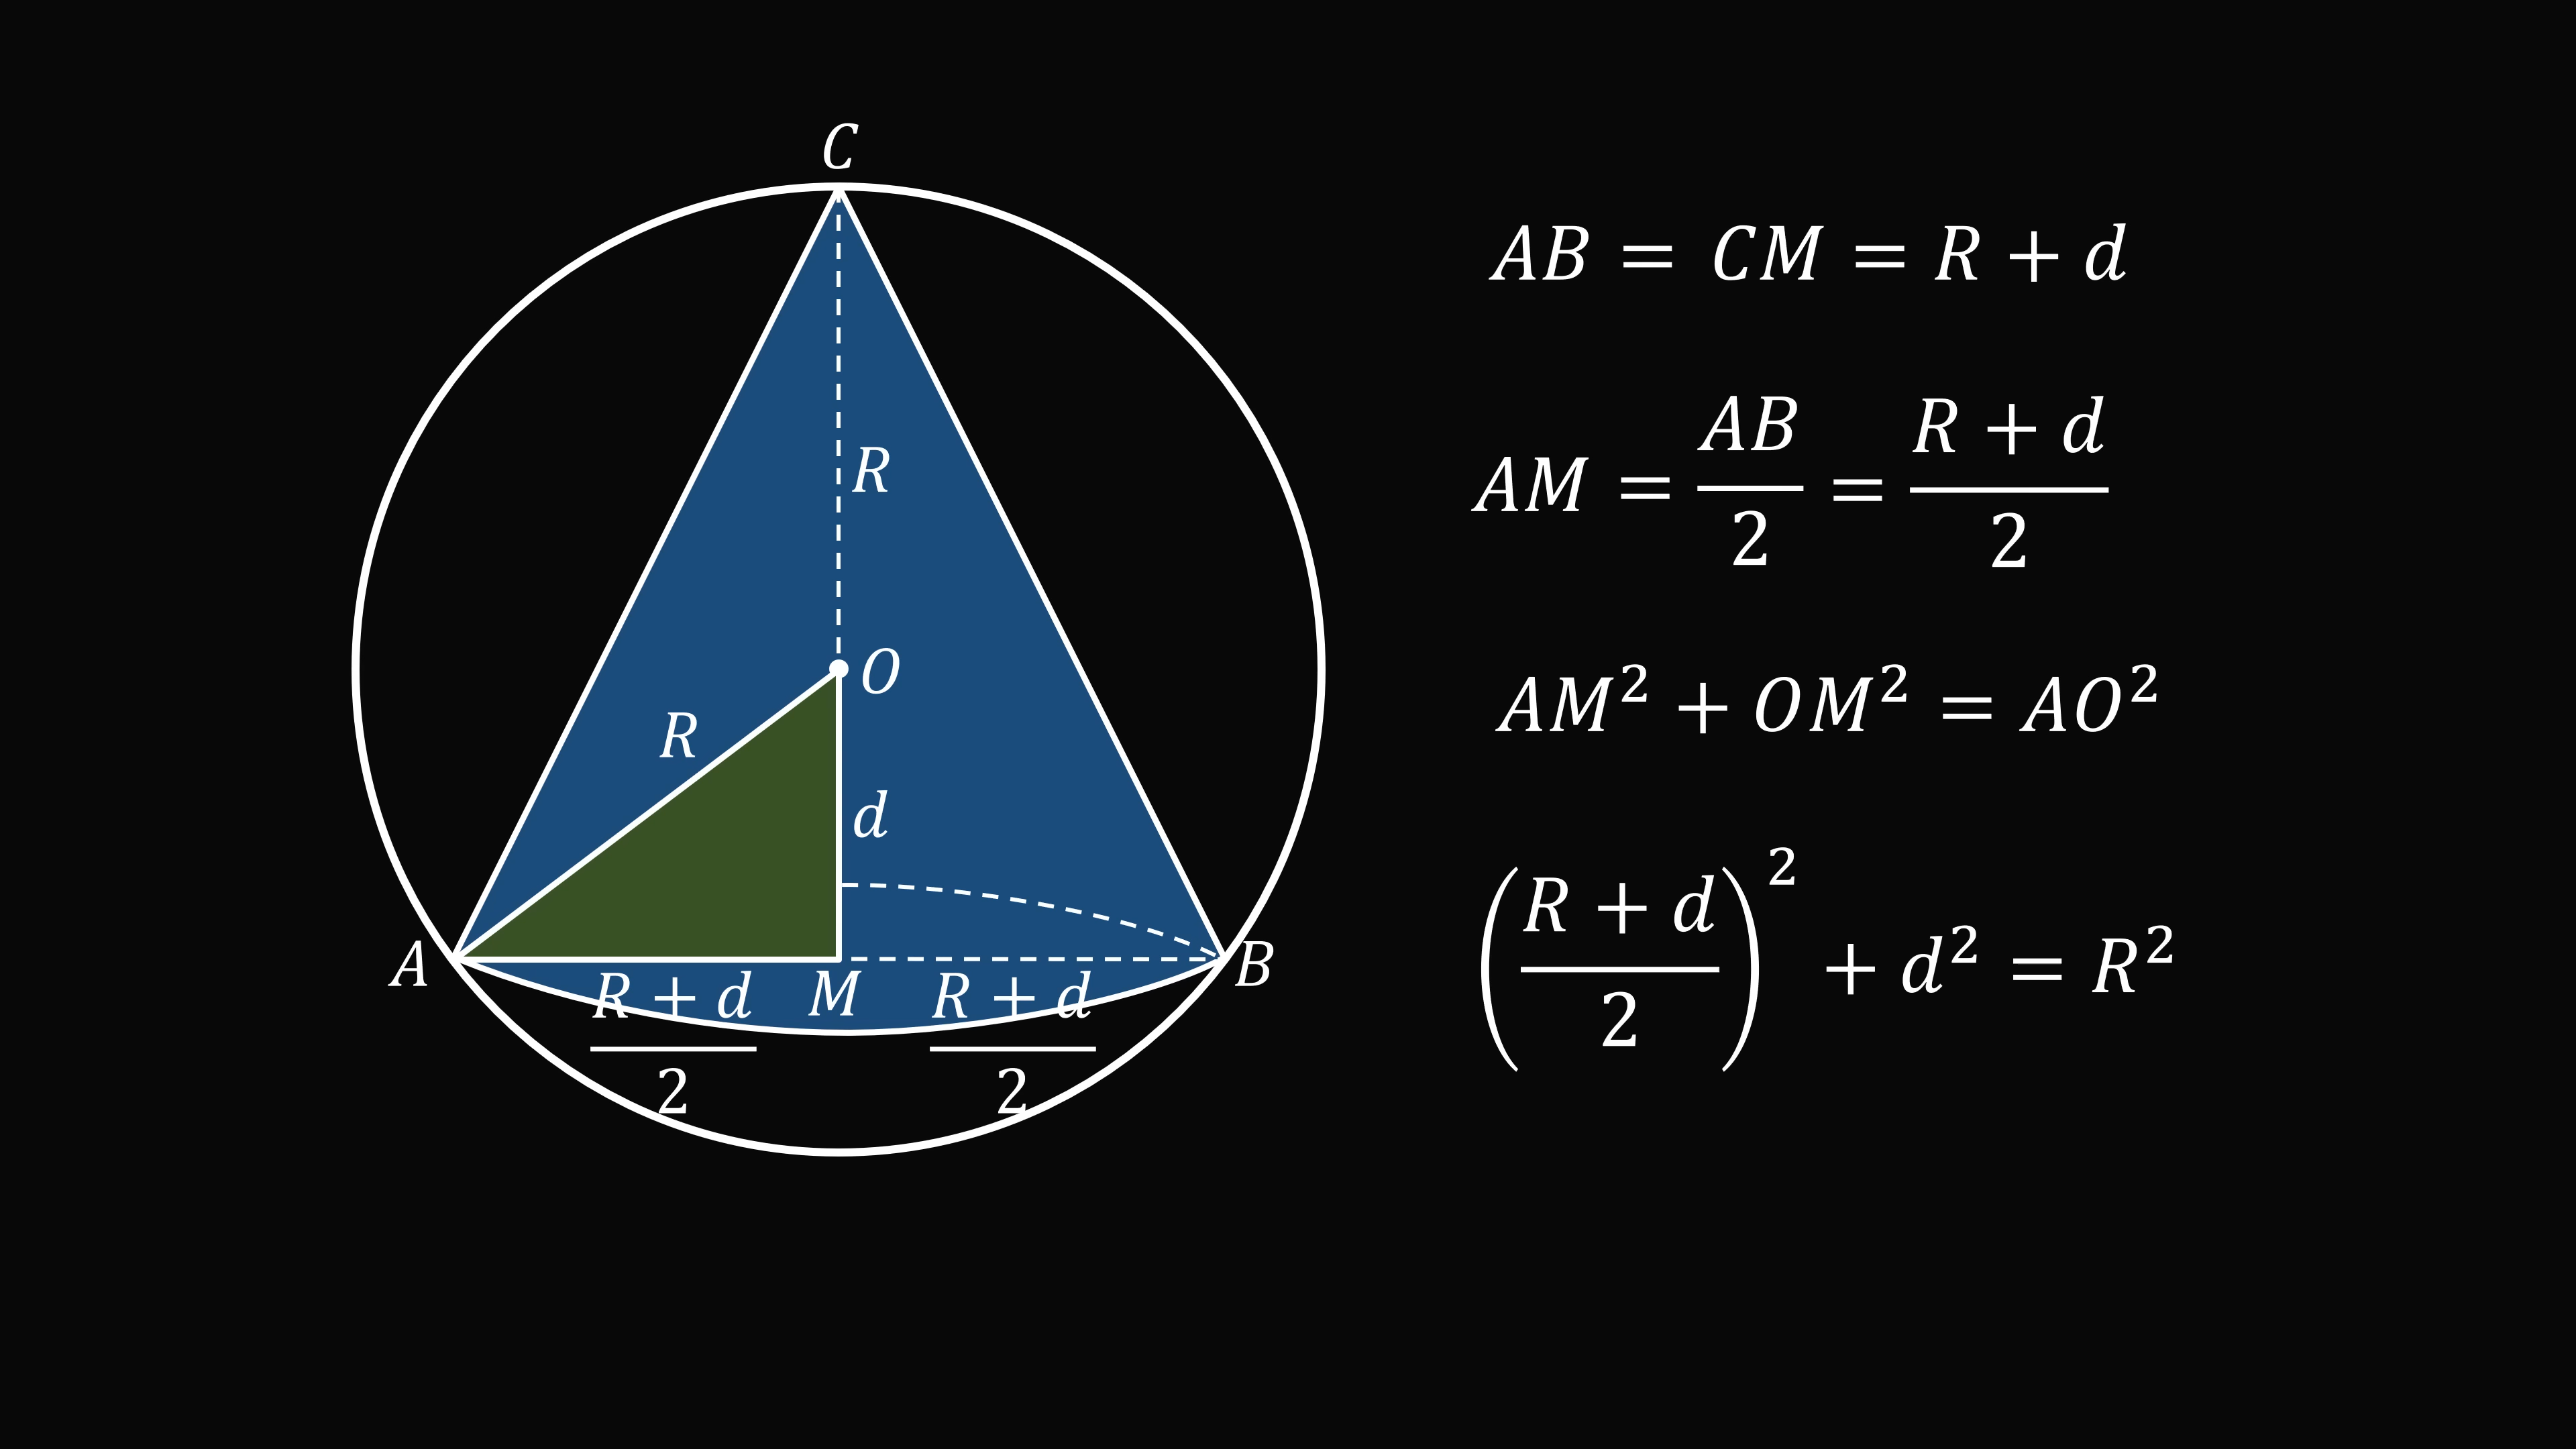 C
R
O
R
d
A
B
M
R + d
2
R + d
2
AB = CM = R + d
AM = AB/2 = (R + d)/2
AM² + OM² = AO²
((R + d)/2)² + d² = R²